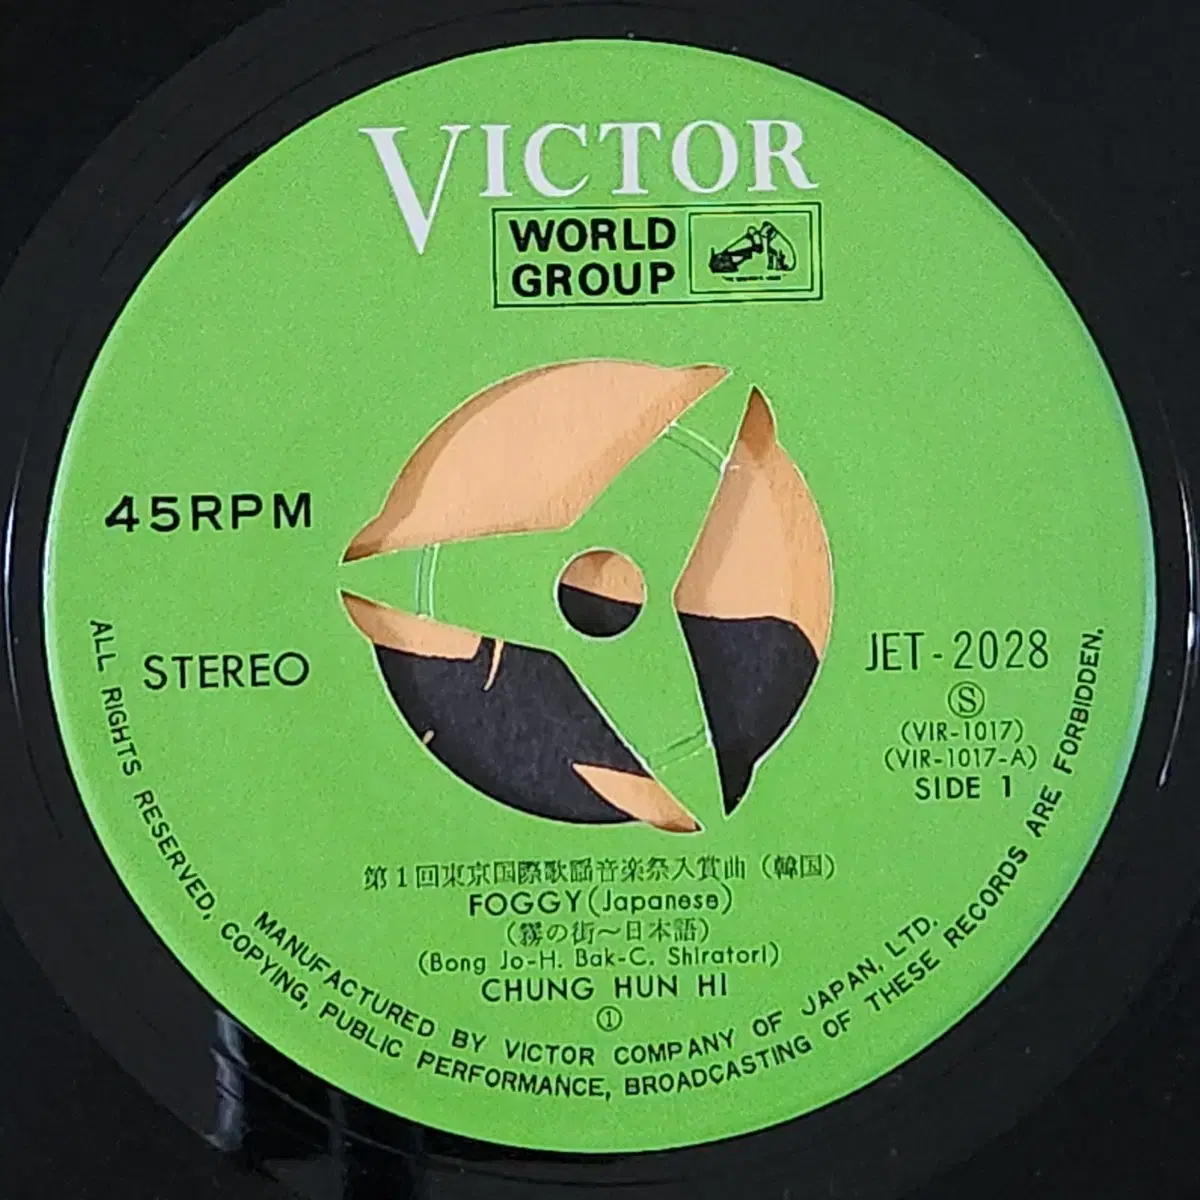 VICTOR
WORLD
GROUP
45RPM
STEREO
JET-2028
Ⓢ
(VIR-1017)
(VIR-1017-A)
SIDE 1
第1回東京国際歌謡音楽祭入賞曲(韓国)
FOGGY(Japanese)
(霧の街〜日本語)
(Bong Jo-H. Bak-C. Shiratori)
CHUNG HUN HI
①
MANUFACTURED BY VICTOR COMPANY OF JAPAN, LTD.
ALL RIGHTS RESERVED, COPYING, PUBLIC PERFORMANCE, BROADCASTING OF THESE RECORDS ARE FORBIDDEN.